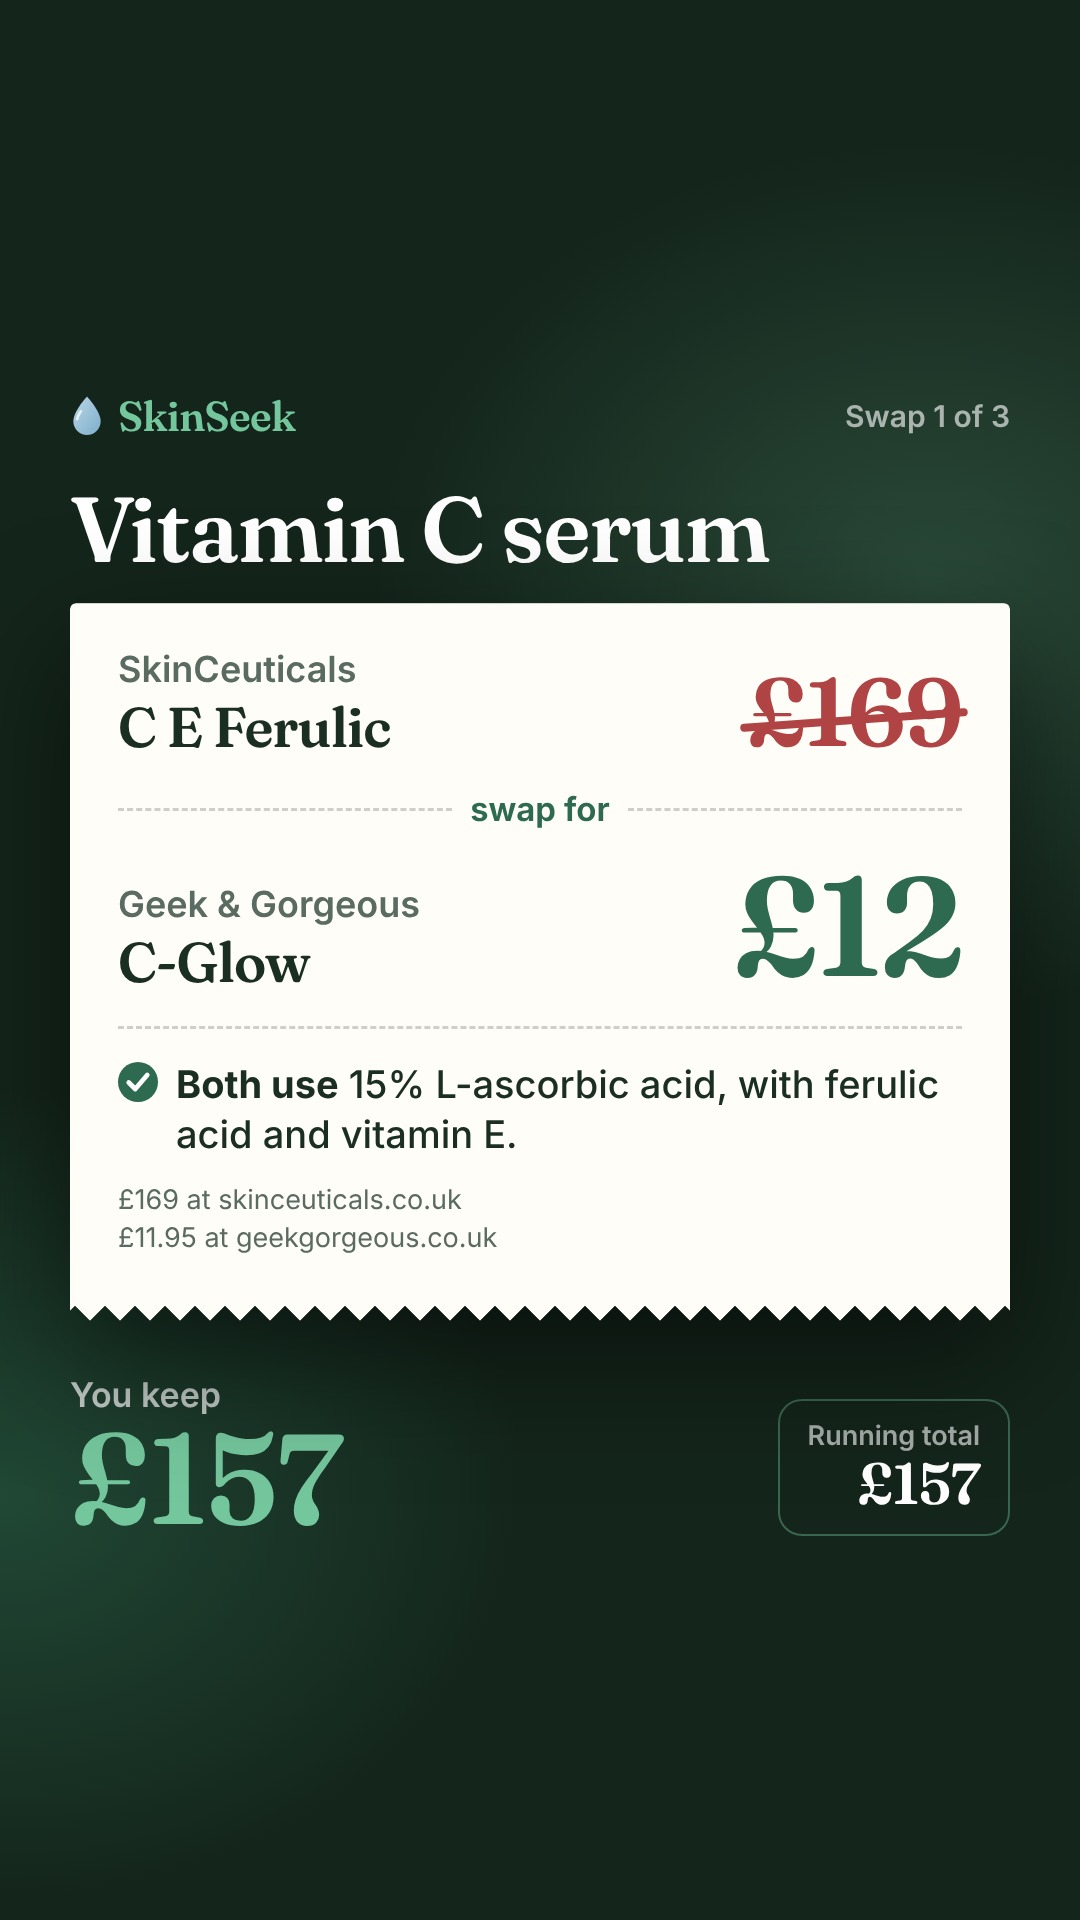 SkinSeek
Swap 1 of 3
Vitamin C serum
SkinCeuticals
C E Ferulic
£169
swap for
Geek & Gorgeous
C-Glow
£12
Both use 15% L-ascorbic acid, with ferulic
acid and vitamin E.
£169 at skinceuticals.co.uk
£11.95 at geekgorgeous.co.uk
You keep
£157
Running total
£157